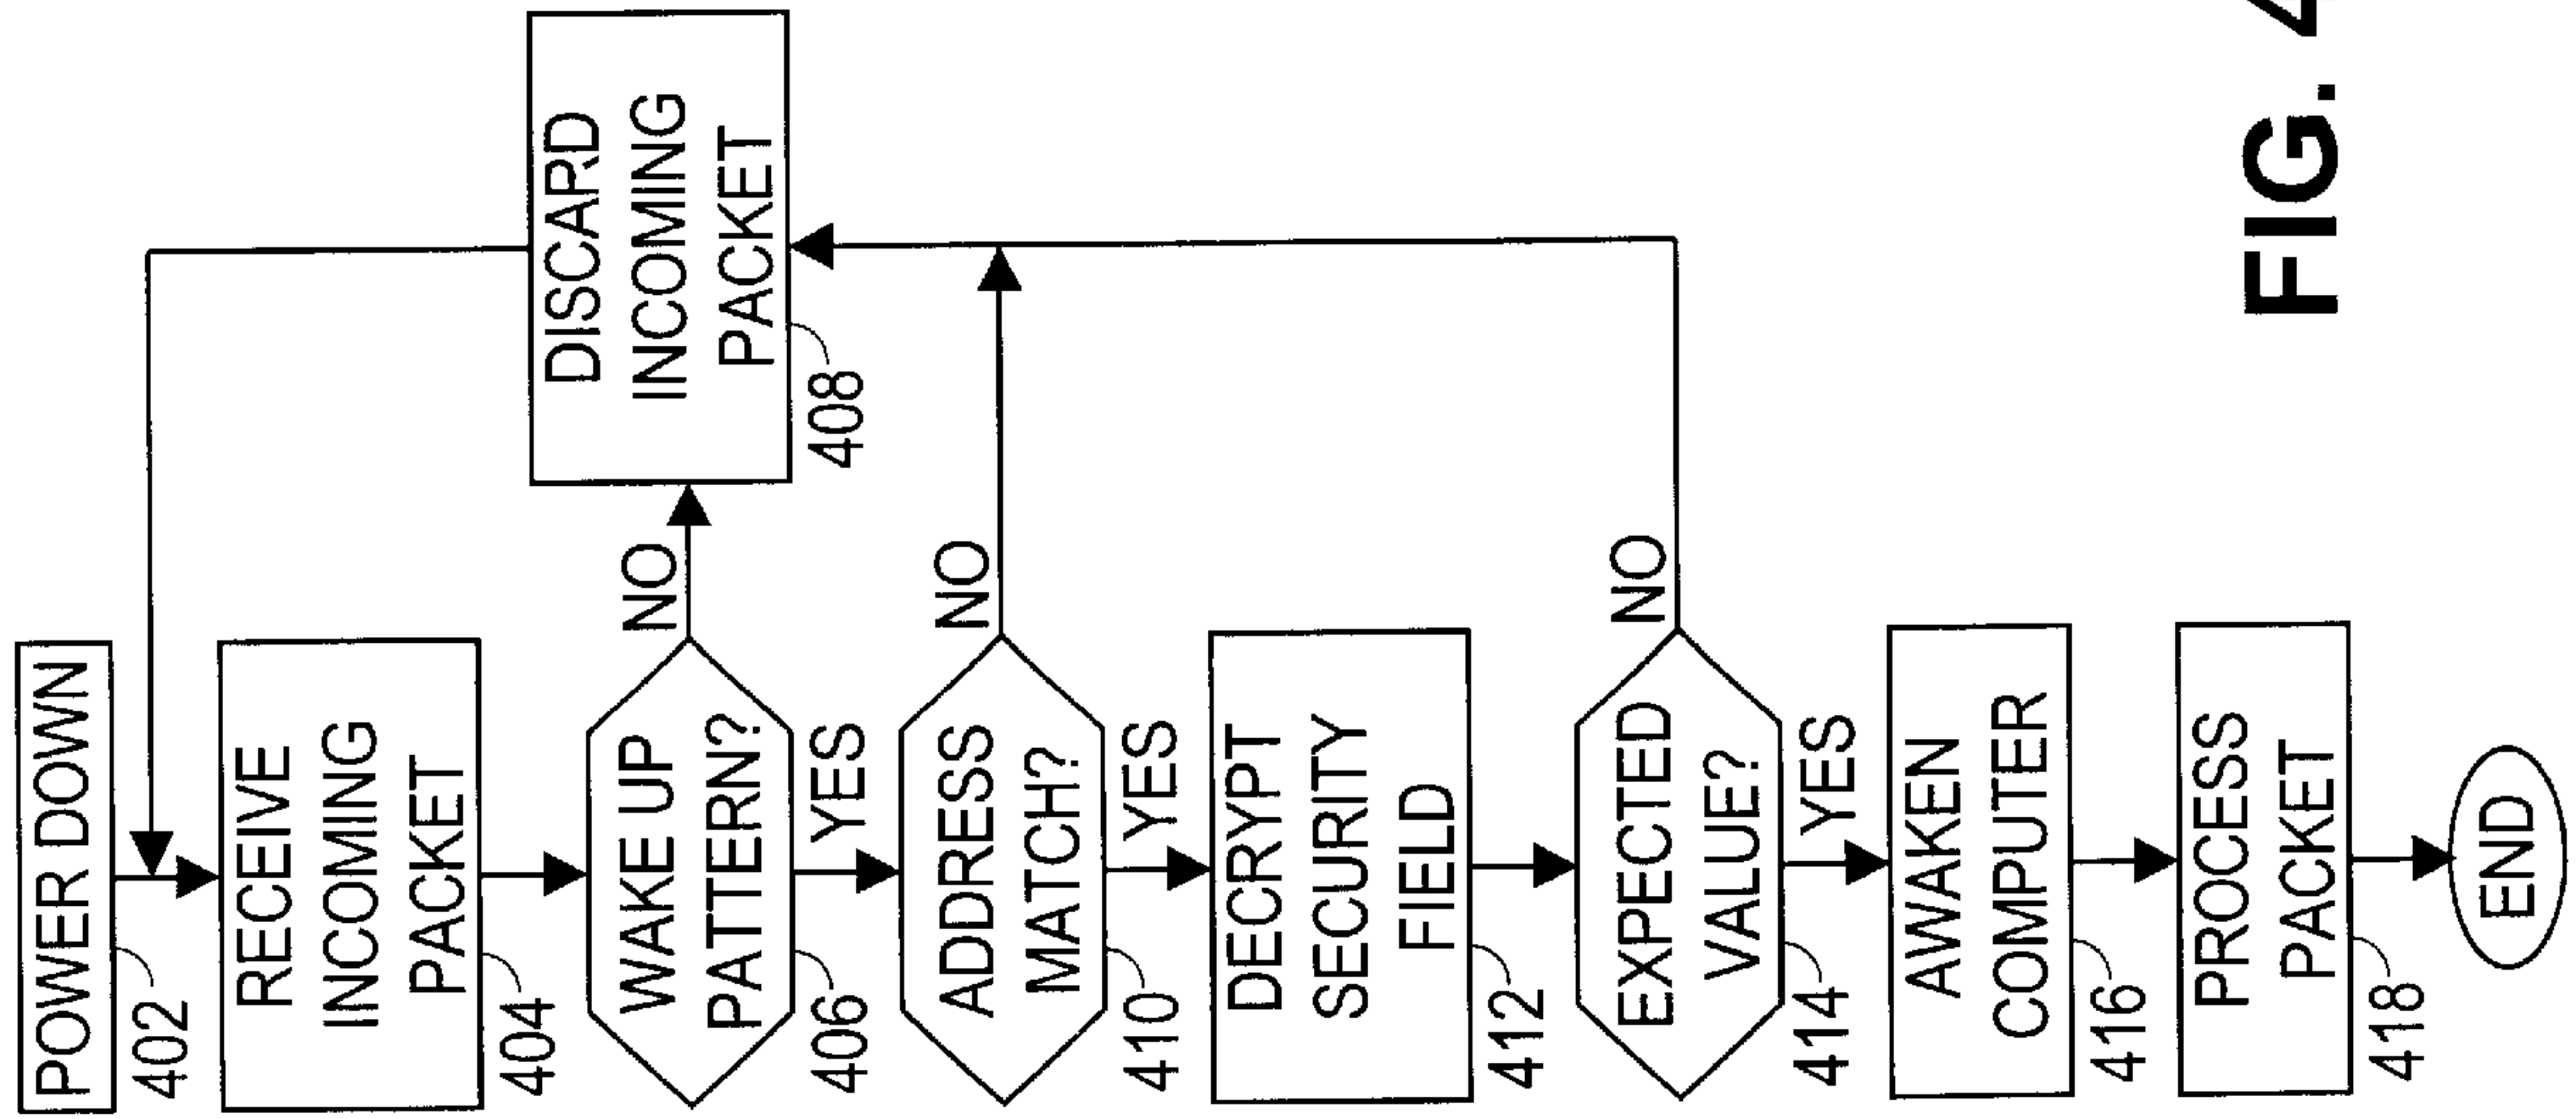 POWER DOWN
402
RECEIVE
INCOMING
PACKET
404
WAKE UP
PATTERN?
406
NO
DISCARD
INCOMING
PACKET
408
YES
ADDRESS
MATCH?
410
NO
YES
DECRYPT
SECURITY
FIELD
412
EXPECTED
VALUE?
414
NO
YES
AWAKEN
COMPUTER
416
PROCESS
PACKET
418
END
FIG. 4